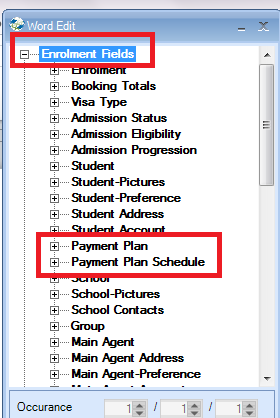 Word Edit
Enrolment Fields
Enrolment
Booking Totals
Visa Type
Admission Status
Admission Eligibility
Admission Progression
Student
Student-Pictures
Student-Preference
Student Address
Student Account
Payment Plan
Payment Plan Schedule
School
School-Pictures
School Contacts
Group
Main Agent
Main Agent Address
Main Agent-Preference
Occurance 1 / 1 / 1